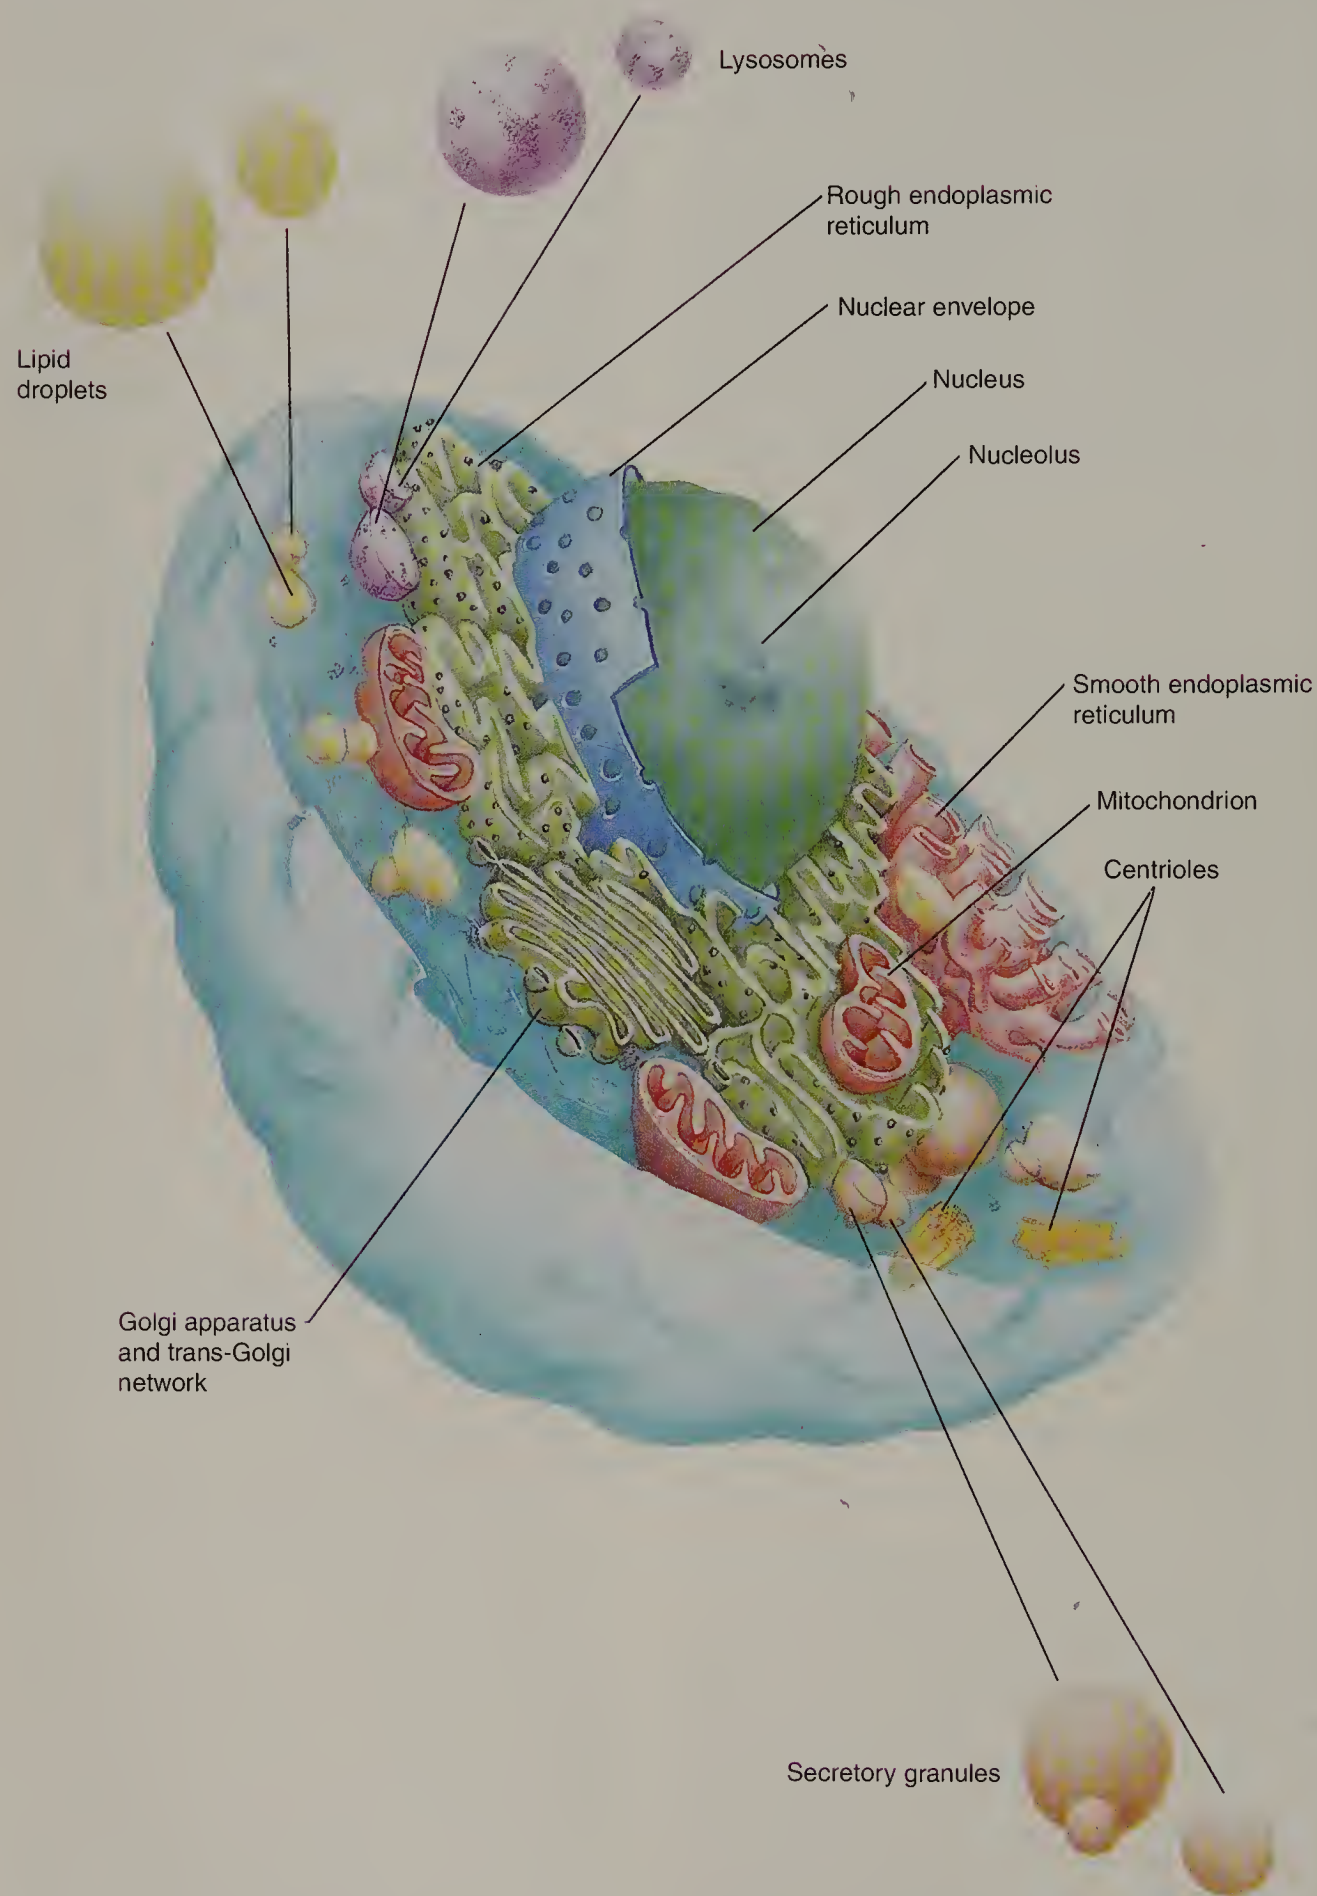 Lysosomes
Rough endoplasmic
reticulum
Nuclear envelope
Lipid
droplets
Nucleus
Nucleolus
Smooth endoplasmic
reticulum
Mitochondrion
Centrioles
Golgi apparatus
and trans-Golgi
network
Secretory granules